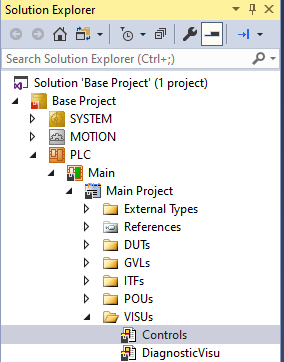 Solution Explorer
Search Solution Explorer (Ctrl+;)
Solution 'Base Project' (1 project)
Base Project
SYSTEM
MOTION
PLC
Main
Main Project
External Types
References
DUTs
GVLs
ITFs
POUs
VISUs
Controls
DiagnosticVisu